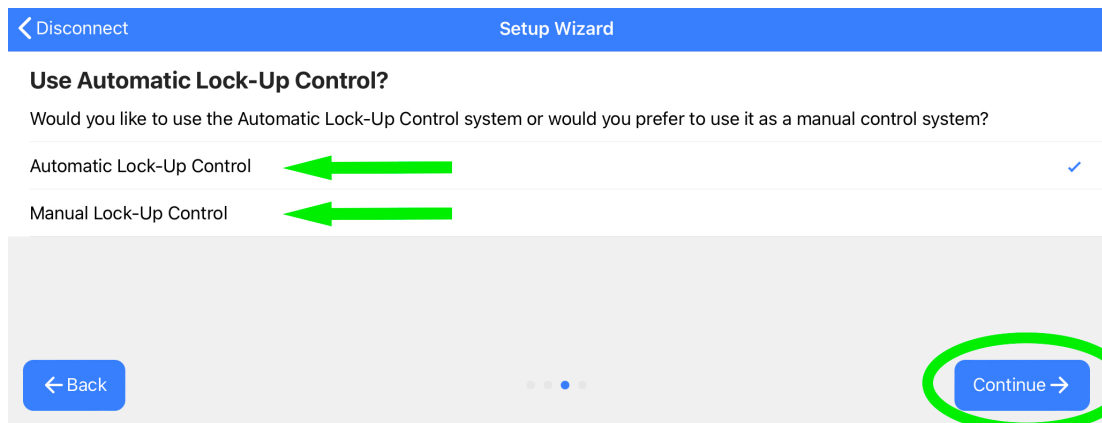 Disconnect
Setup Wizard
Use Automatic Lock-Up Control?
Would you like to use the Automatic Lock-Up Control system or would you prefer to use it as a manual control system?
Automatic Lock-Up Control
Manual Lock-Up Control
Back
Continue